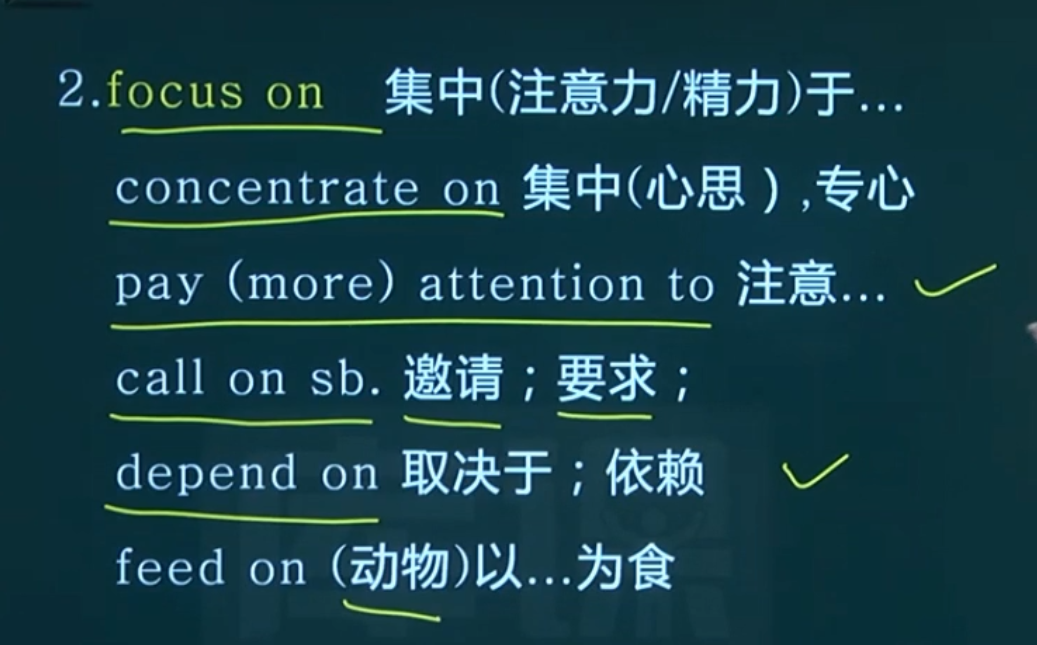 2.focus on 集中(注意力/精力)于...
concentrate on 集中(心思）,专心
pay (more) attention to 注意...
call on sb. 邀请；要求；
depend on 取决于；依赖
feed on (动物)以...为食